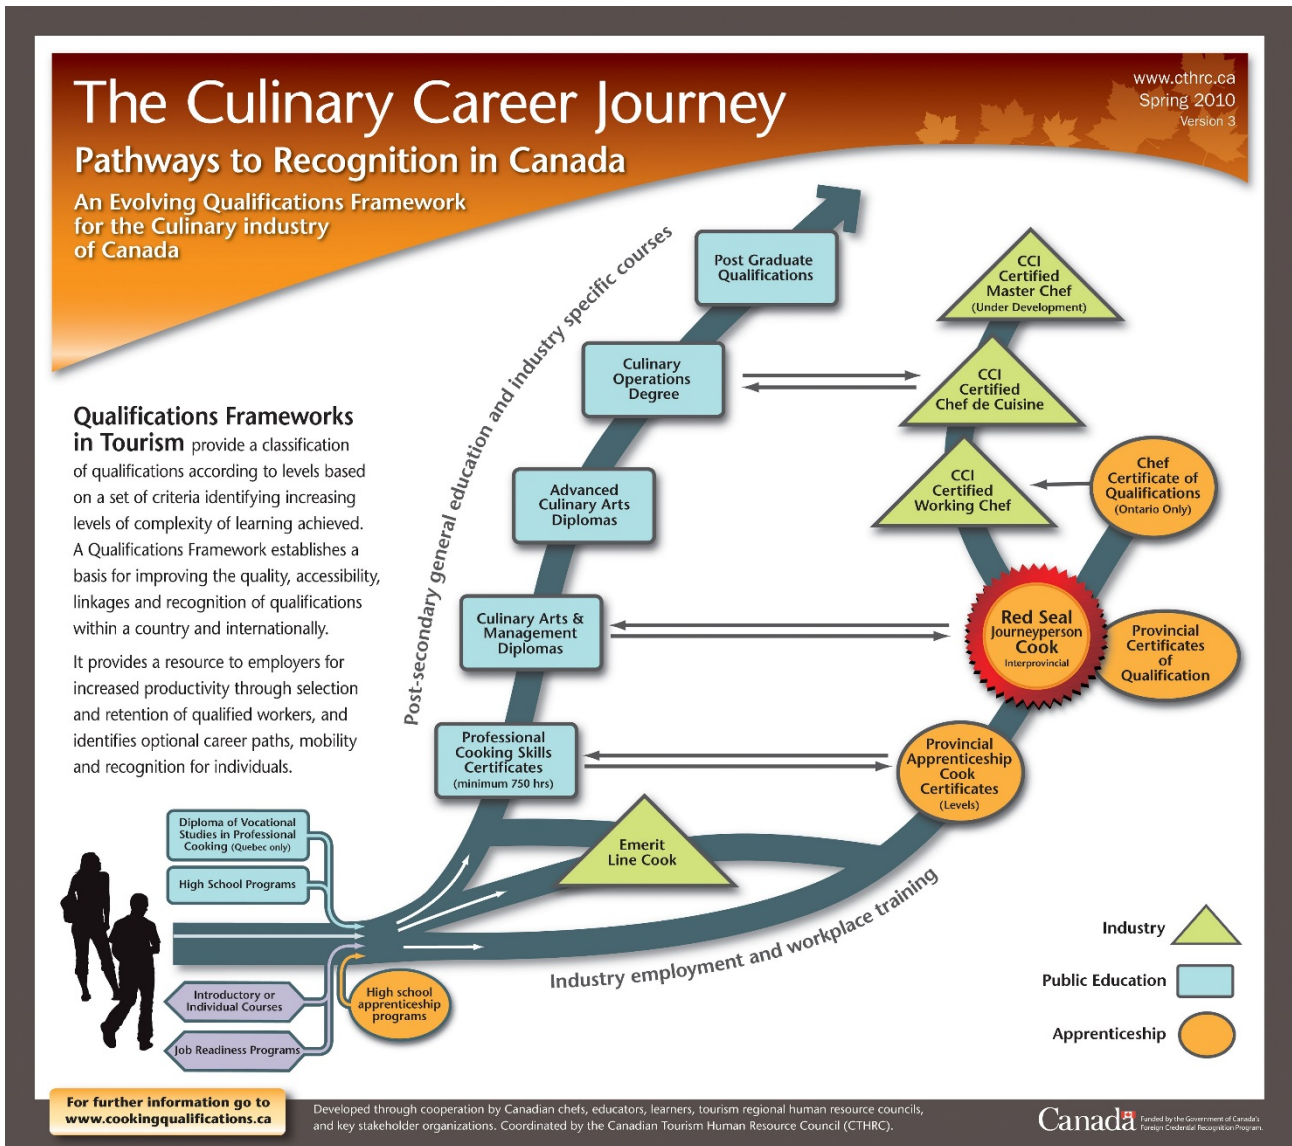 The Culinary Career Journey
Pathways to Recognition in Canada
An Evolving Qualifications Framework
for the Culinary industry
of Canada
www.cthrc.ca
Spring 2010
Version 3
Qualifications Frameworks
in Tourism provide a classification
of qualifications according to levels based
on a set of criteria identifying increasing
levels of complexity of learning achieved.
A Qualifications Framework establishes a
basis for improving the quality, accessibility,
linkages and recognition of qualifications
within a country and internationally.
It provides a resource to employers for
increased productivity through selection
and retention of qualified workers, and
identifies optional career paths, mobility
and recognition for individuals.
Post-secondary general education and industry specific courses
Post Graduate
Qualifications
Culinary
Operations
Degree
Advanced
Culinary Arts
Diplomas
Culinary Arts &
Management
Diplomas
Professional
Cooking Skills
Certificates
(minimum 750 hrs)
CCI
Certified
Master Chef
(Under Development)
CCI
Certified
Chef de Cuisine
CCI
Certified
Working Chef
Chef
Certificate of
Qualifications
(Ontario Only)
Red Seal
Journeyperson
Cook
Interprovincial
Provincial
Certificates
of
Qualification
Provincial
Apprenticeship
Cook
Certificates
(Levels)
Emerit
Line Cook
Diploma of Vocational
Studies in Professional
Cooking (Quebec only)
High School Programs
Introductory or
Individual Courses
Job Readiness Programs
High school
apprenticeship
programs
Industry employment and workplace training
Industry
Public Education
Apprenticeship
For further information go to
www.cookingqualifications.ca
Developed through cooperation by Canadian chefs, educators, learners, tourism regional human resource councils,
and key stakeholder organizations. Coordinated by the Canadian Tourism Human Resource Council (CTHRC).
Canada
Funded by the Government of Canada's
Foreign Credential Recognition Program.